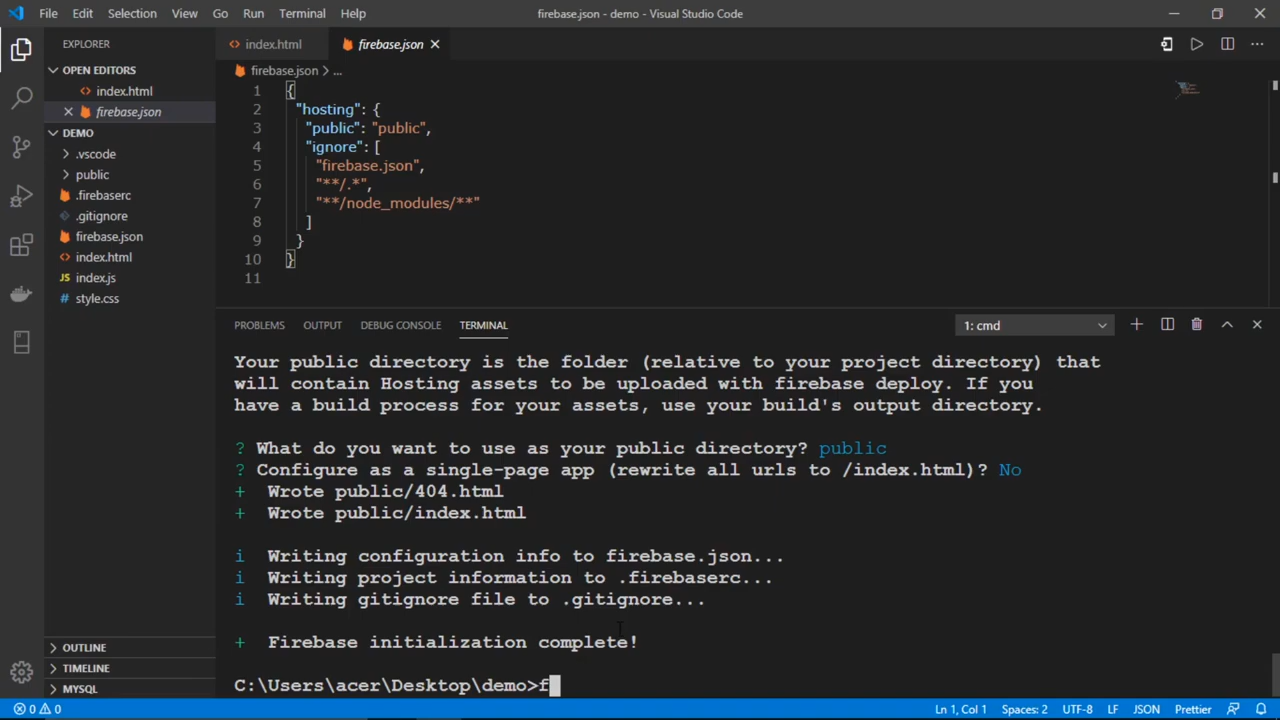 File Edit Selection View Go Run Terminal Help firebase.json - demo - Visual Studio Code
EXPLORER
OPEN EDITORS
index.html
firebase.json
DEMO
.vscode
public
.firebaserc
.gitignore
firebase.json
index.html
JS index.js
# style.css
OUTLINE
TIMELINE
MYSQL
index.html firebase.json
firebase.json > ...
1 {
2 "hosting": {
3 "public": "public",
4 "ignore": [
5 "firebase.json",
6 "**/.*",
7 "**/node_modules/**"
8 ]
9 }
10 }
11
PROBLEMS OUTPUT DEBUG CONSOLE TERMINAL 1: cmd
Your public directory is the folder (relative to your project directory) that
will contain Hosting assets to be uploaded with firebase deploy. If you
have a build process for your assets, use your build's output directory.
? What do you want to use as your public directory? public
? Configure as a single-page app (rewrite all urls to /index.html)? No
+ Wrote public/404.html
+ Wrote public/index.html
i Writing configuration info to firebase.json...
i Writing project information to .firebaserc...
i Writing gitignore file to .gitignore...
+ Firebase initialization complete!
C:\Users\acer\Desktop\demo>f
0 0 Ln 1, Col 1 Spaces: 2 UTF-8 LF JSON Prettier